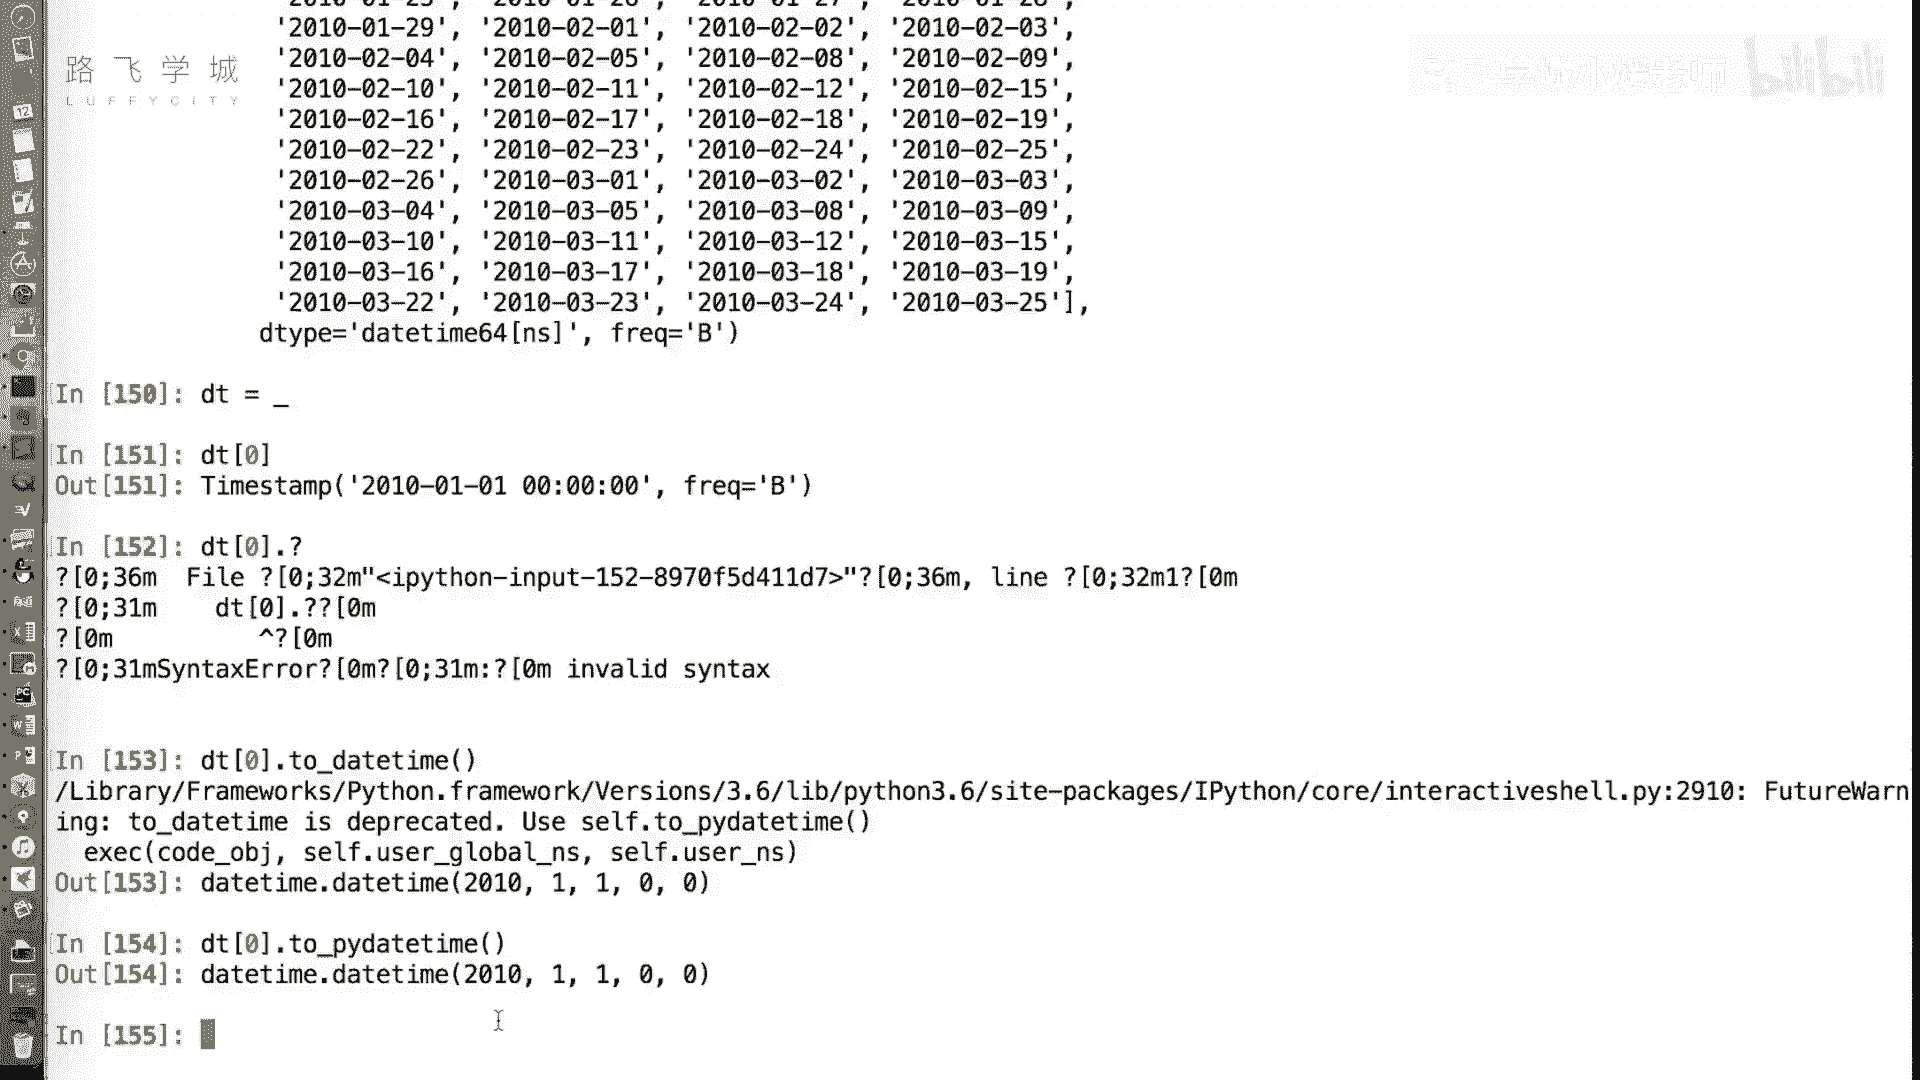 路飞学城
LUFFYCITY
bilibili
'2010-01-29', '2010-02-01', '2010-02-02', '2010-02-03',
'2010-02-04', '2010-02-05', '2010-02-08', '2010-02-09',
'2010-02-10', '2010-02-11', '2010-02-12', '2010-02-15',
'2010-02-16', '2010-02-17', '2010-02-18', '2010-02-19',
'2010-02-22', '2010-02-23', '2010-02-24', '2010-02-25',
'2010-02-26', '2010-03-01', '2010-03-02', '2010-03-03',
'2010-03-04', '2010-03-05', '2010-03-08', '2010-03-09',
'2010-03-10', '2010-03-11', '2010-03-12', '2010-03-15',
'2010-03-16', '2010-03-17', '2010-03-18', '2010-03-19',
'2010-03-22', '2010-03-23', '2010-03-24', '2010-03-25'],
dtype='datetime64[ns]', freq='B')
In [150]: dt = _
In [151]: dt[0]
Out[151]: Timestamp('2010-01-01 00:00:00', freq='B')
In [152]: dt[0].?
?[0;36m  File ?[0;32m"<ipython-input-152-8970f5d411d7>"?[0;36m, line ?[0;32m1?[0m
?[0;31m    dt[0].??[0m
?[0m          ^?[0m
?[0;31mSyntaxError?[0m?[0;31m:?[0m invalid syntax
In [153]: dt[0].to_datetime()
/Library/Frameworks/Python.framework/Versions/3.6/lib/python3.6/site-packages/IPython/core/interactiveshell.py:2910: FutureWarn
ing: to_datetime is deprecated. Use self.to_pydatetime()
exec(code_obj, self.user_global_ns, self.user_ns)
Out[153]: datetime.datetime(2010, 1, 1, 0, 0)
In [154]: dt[0].to_pydatetime()
Out[154]: datetime.datetime(2010, 1, 1, 0, 0)
In [155]: